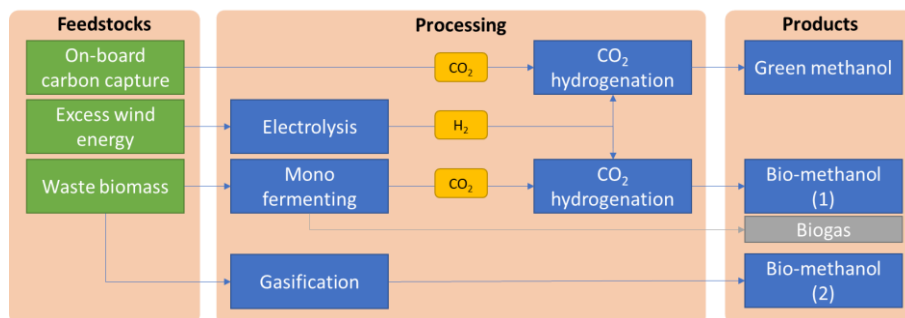 Feedstocks
Processing
Products
On-board
carbon capture
CO₂
CO₂
hydrogenation
Green methanol
Excess wind
energy
Electrolysis
H₂
Waste biomass
Mono
fermenting
CO₂
CO₂
hydrogenation
Bio-methanol
(1)
Biogas
Gasification
Bio-methanol
(2)